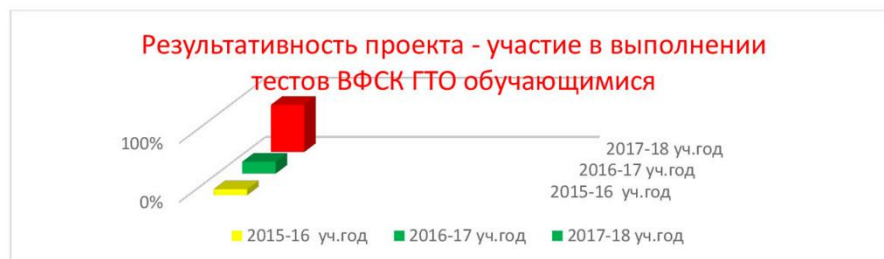 Результативность проекта - участие в выполнении
тестов ВФСК ГТО обучающимися
100%
0%
2017-18 уч.год
2016-17 уч.год
2015-16 уч.год
2015-16 уч.год 2016-17 уч.год 2017-18 уч.год